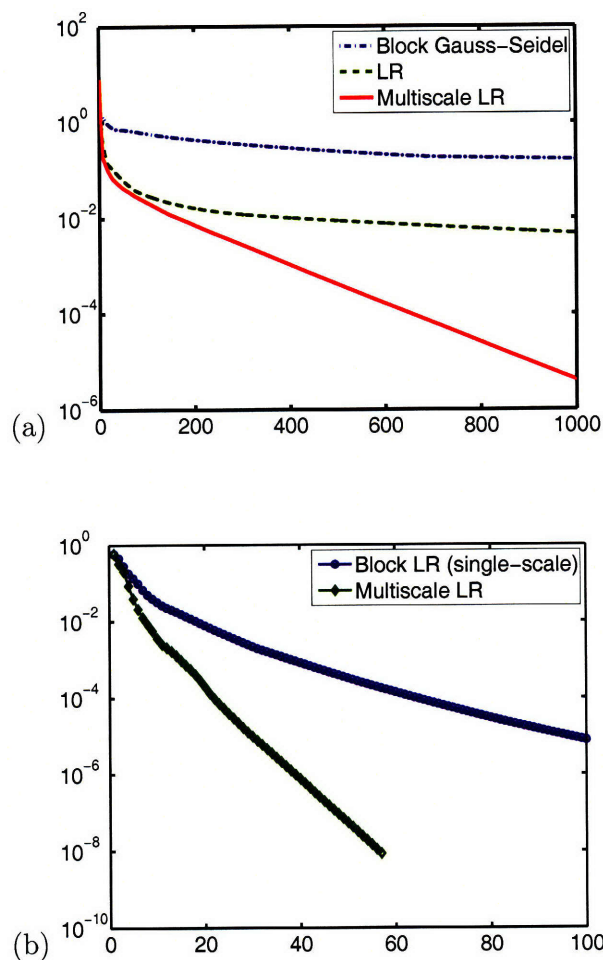 10^2
10^0
10^-2
10^-4
10^-6
Block Gauss-Seidel
LR
Multiscale LR
0 200 400 600 800 1000
(a)
10^0
10^-2
10^-4
10^-6
10^-8
10^-10
Block LR (single-scale)
Multiscale LR
0 20 40 60 80 100
(b)